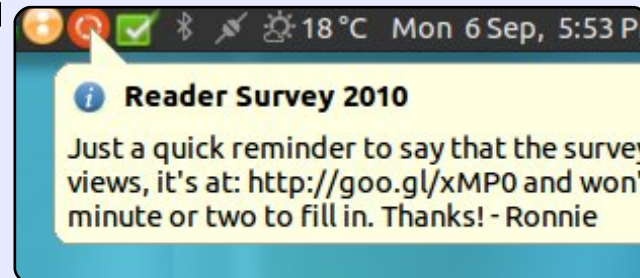 18 °C Mon 6 Sep, 5:53 P
Reader Survey 2010
Just a quick reminder to say that the survey
views, it's at: http://goo.gl/xMP0 and won'
minute or two to fill in. Thanks! - Ronnie